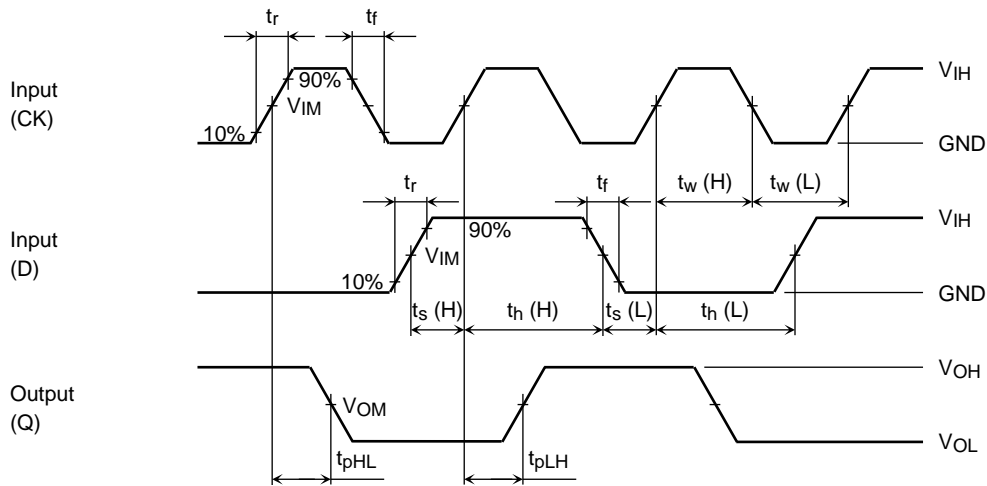 tr
tf
Input
(CK)
90%
VIM
10%
VIH
GND
tr
tf
tw (H)
tw (L)
Input
(D)
90%
VIM
10%
VIH
GND
ts (H)
th (H)
ts (L)
th (L)
Output
(Q)
VOM
VOH
VOL
tpHL
tpLH